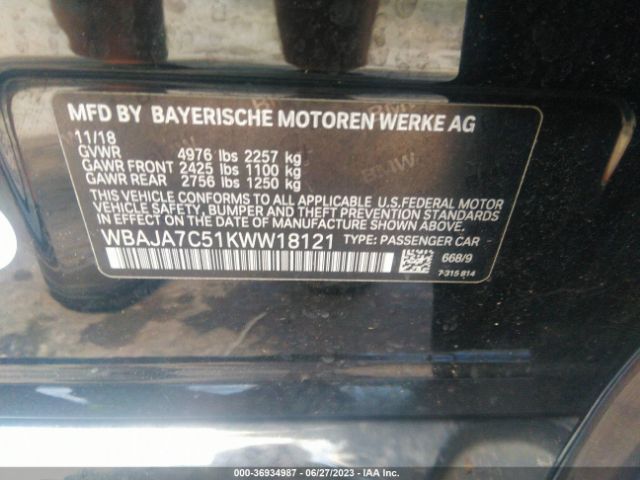 MFD BY BAYERISCHE MOTOREN WERKE AG
11/18
GVWR 4976 lbs 2257 kg
GAWR FRONT 2425 lbs 1100 kg
GAWR REAR 2756 lbs 1250 kg
THIS VEHICLE CONFORMS TO ALL APPLICABLE U.S.FEDERAL MOTOR
VEHICLE SAFETY, BUMPER AND THEFT PREVENTION STANDARDS
IN EFFECT ON THE DATE OF MANUFACTURE SHOWN ABOVE.
WBAJA7C51KWW18121 TYPE: PASSENGER CAR
668/9
7-315 814
000-36934987 - 06/27/2023 - IAA Inc.